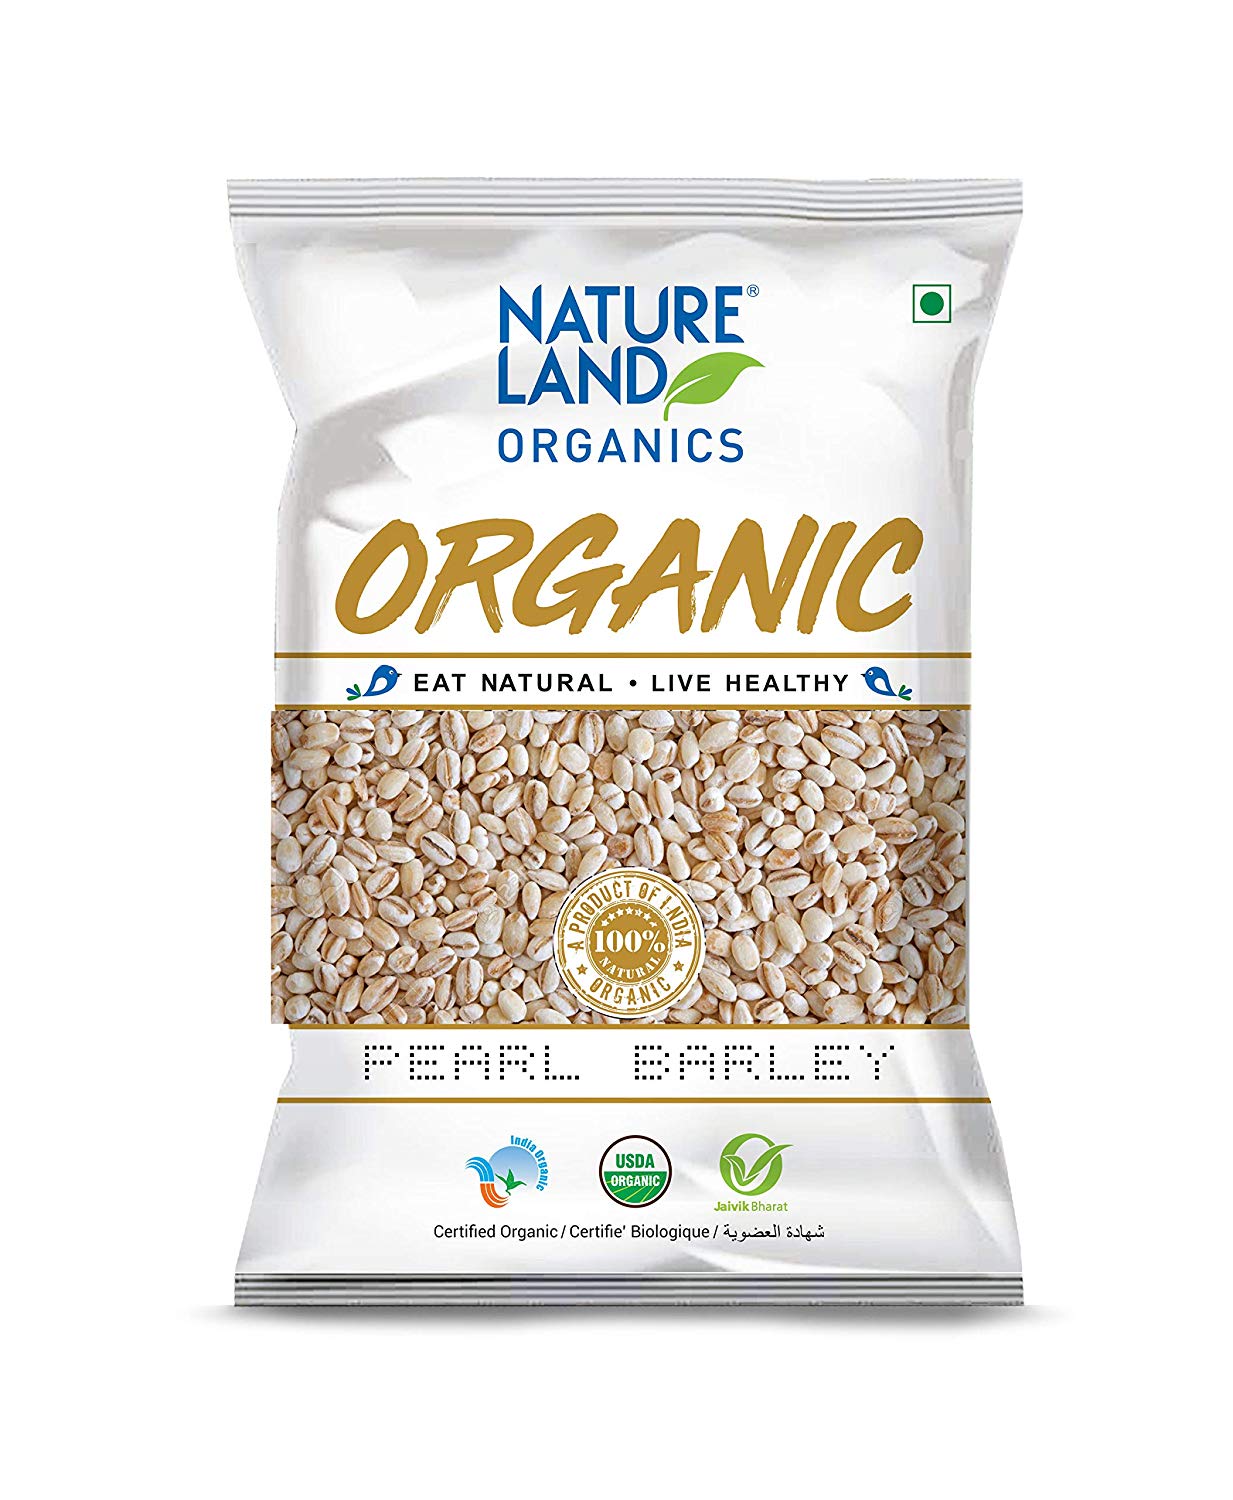 NATURE®
LAND
ORGANICS
ORGANIC
EAT NATURAL • LIVE HEALTHY
A PRODUCT OF INDIA
100%
NATURAL
ORGANIC
PEARL BARLEY
India Organic
USDA
ORGANIC
Jaivik Bharat
Certified Organic / Certifie' Biologique / شهادة العضوية